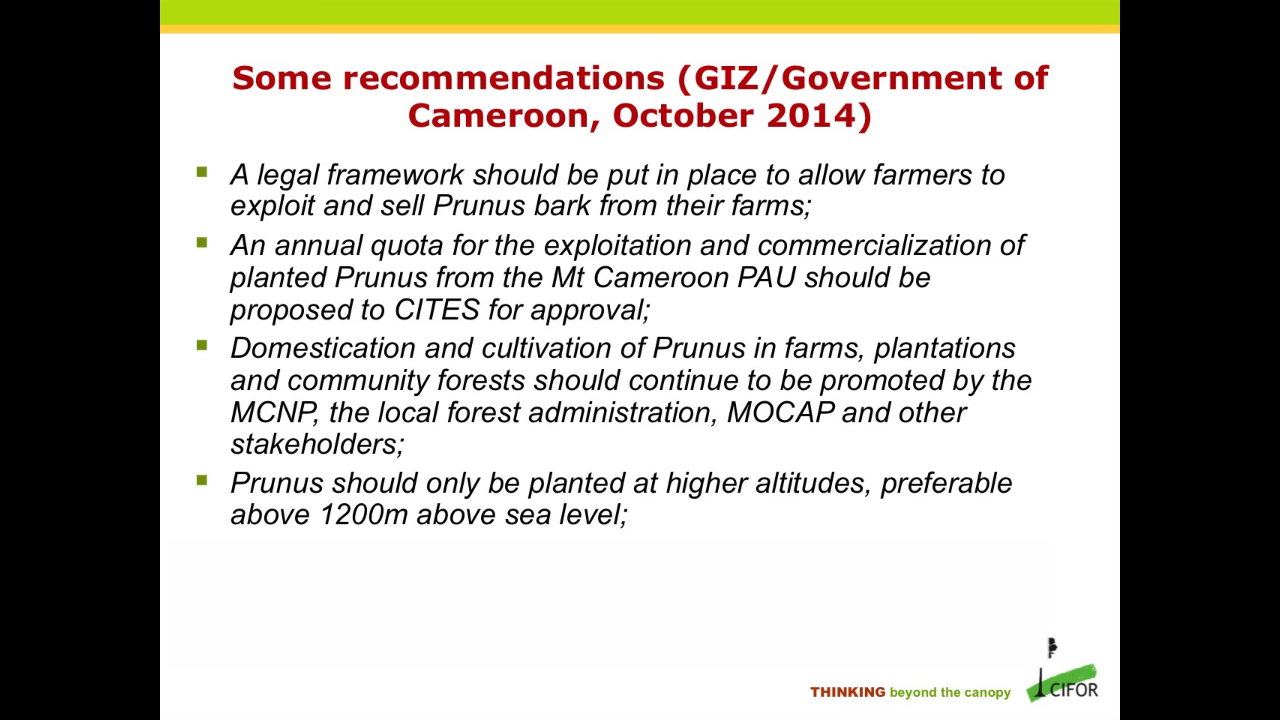 Some recommendations (GIZ/Government of
Cameroon, October 2014)
A legal framework should be put in place to allow farmers to
exploit and sell Prunus bark from their farms;
An annual quota for the exploitation and commercialization of
planted Prunus from the Mt Cameroon PAU should be
proposed to CITES for approval;
Domestication and cultivation of Prunus in farms, plantations
and community forests should continue to be promoted by the
MCNP, the local forest administration, MOCAP and other
stakeholders;
Prunus should only be planted at higher altitudes, preferable
above 1200m above sea level;
THINKING beyond the canopy
CIFOR